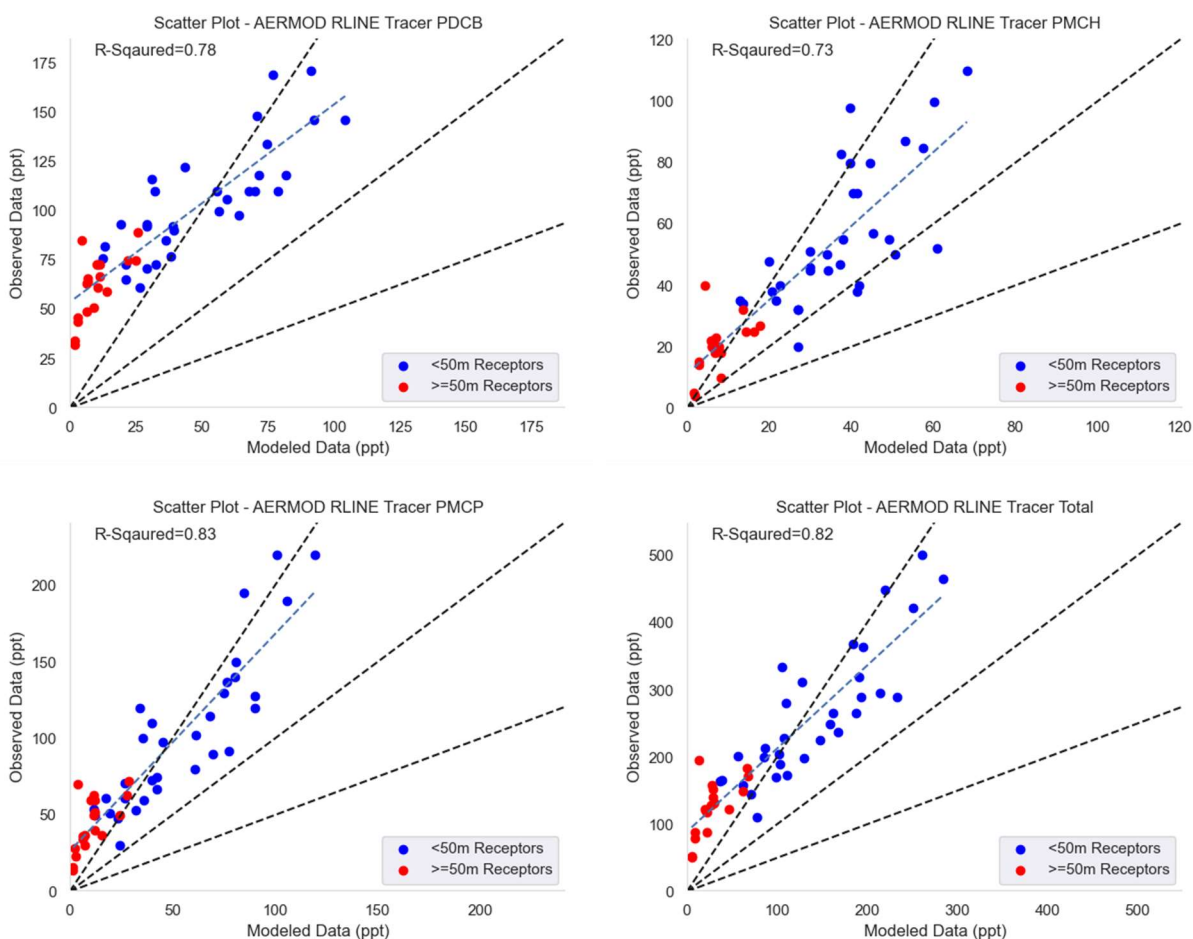 Scatter Plot - AERMOD RLINE Tracer PDCB
R-Sqaured=0.78
175
150
125
100
75
50
25
0
Observed Data (ppt)
0 25 50 75 100 125 150 175
Modeled Data (ppt)
<50m Receptors
>=50m Receptors
Scatter Plot - AERMOD RLINE Tracer PMCH
R-Sqaured=0.73
120
100
80
60
40
20
0
Observed Data (ppt)
0 20 40 60 80 100 120
Modeled Data (ppt)
<50m Receptors
>=50m Receptors
Scatter Plot - AERMOD RLINE Tracer PMCP
R-Sqaured=0.83
200
150
100
50
0
Observed Data (ppt)
0 50 100 150 200
Modeled Data (ppt)
<50m Receptors
>=50m Receptors
Scatter Plot - AERMOD RLINE Tracer Total
R-Sqaured=0.82
500
400
300
200
100
0
Observed Data (ppt)
0 100 200 300 400 500
Modeled Data (ppt)
<50m Receptors
>=50m Receptors